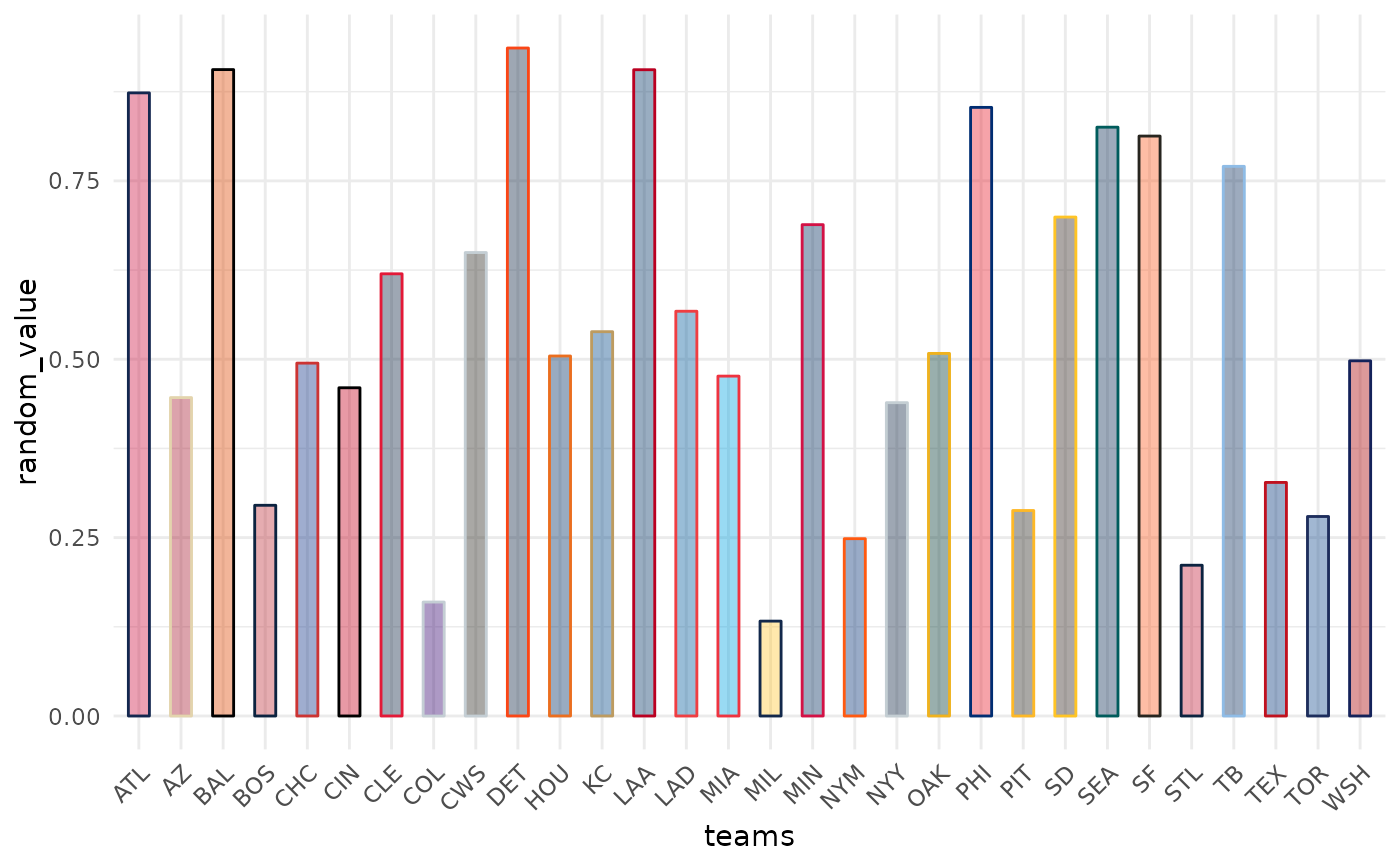 random_value
0.75
0.50
0.25
0.00
ATL
AZ
BAL
BOS
CHC
CIN
CLE
COL
CWS
DET
HOU
KC
LAA
LAD
MIA
MIL
MIN
NYM
NYY
OAK
PHI
PIT
SD
SEA
SF
STL
TB
TEX
TOR
WSH
teams